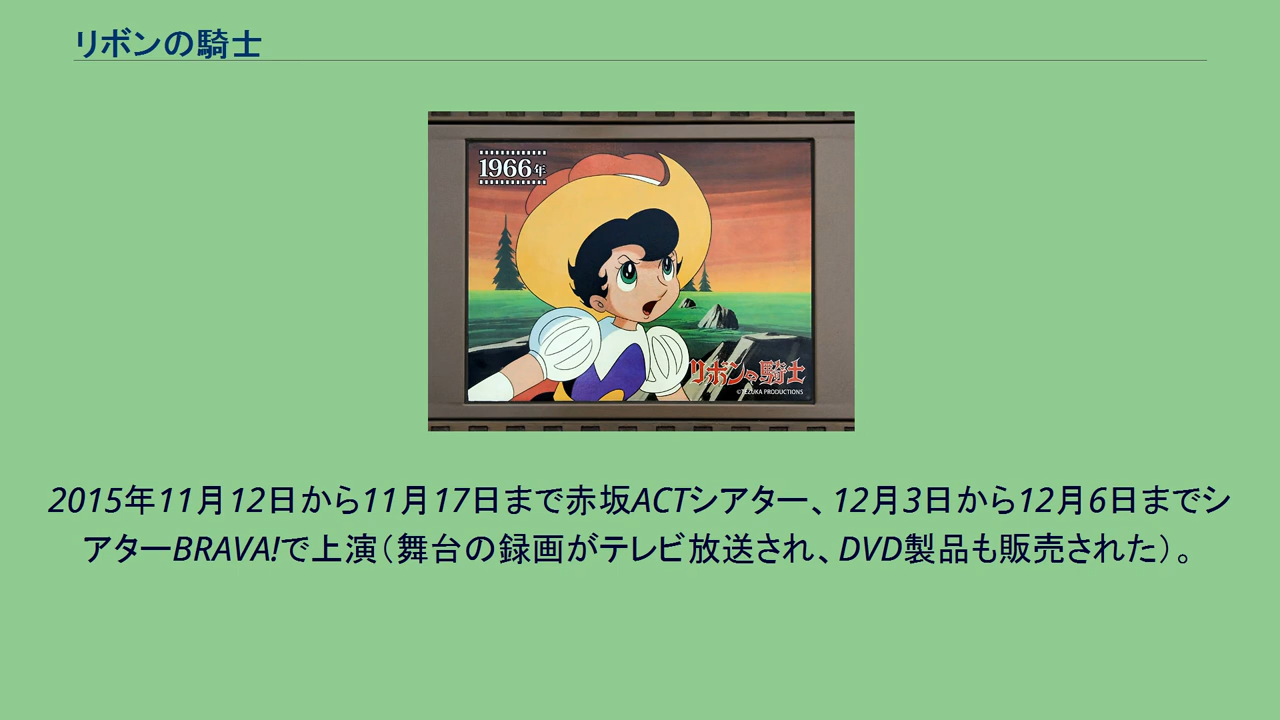 リボンの騎士
1966年
リボンの騎士
©TEZUKA PRODUCTIONS
2015年11月12日から11月17日まで赤坂ACTシアター、12月3日から12月6日までシ
アターBRAVA!で上演（舞台の録画がテレビ放送され、DVD製品も販売された）。